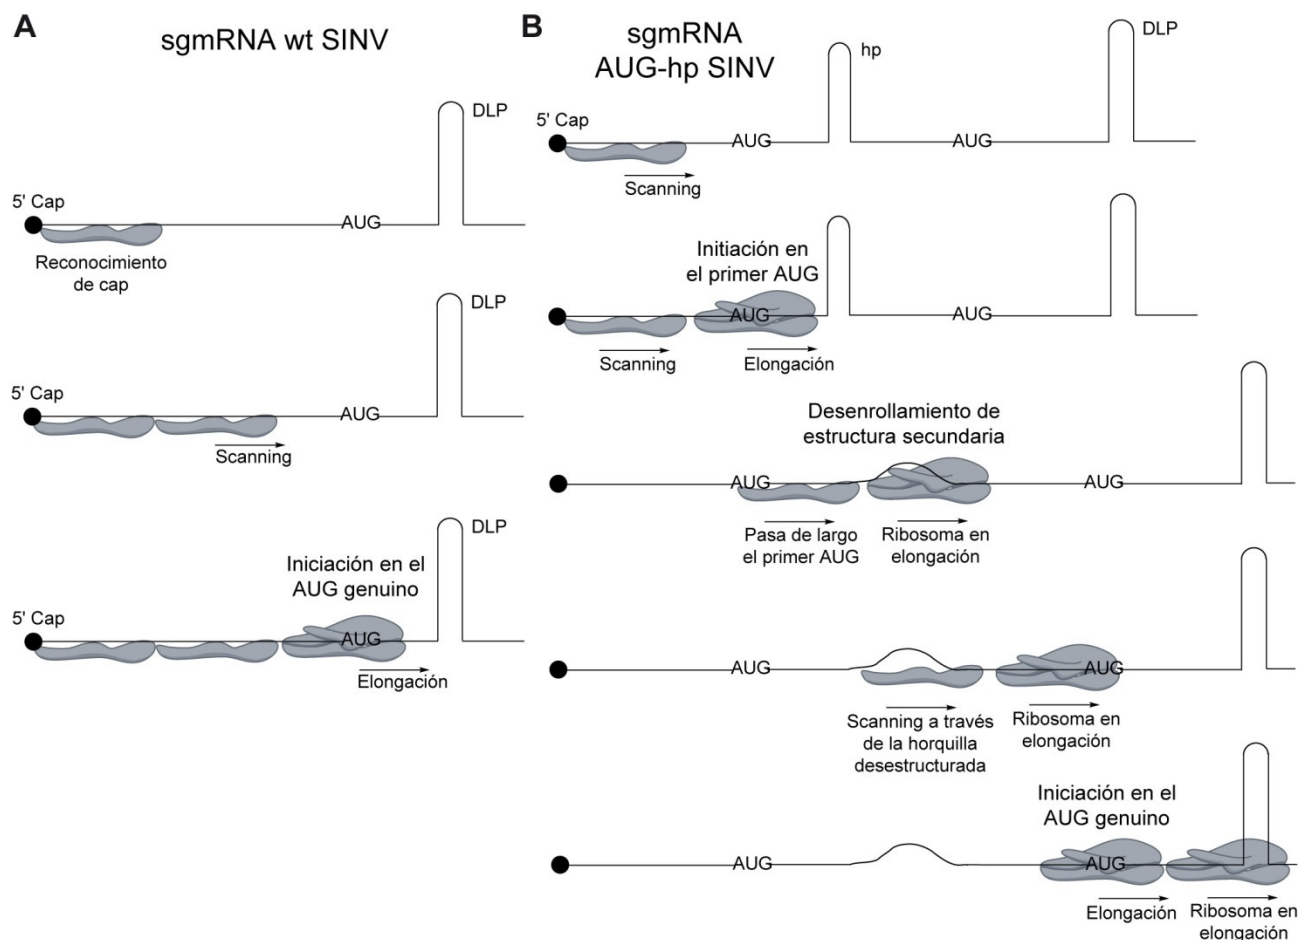 A
sgmRNA wt SINV
DLP
5' Cap
AUG
Reconocimiento
de cap
DLP
5' Cap
AUG
Scanning
DLP
Iniciación en el
AUG genuino
5' Cap
AUG
Elongación
B
sgmRNA
AUG-hp SINV
hp
DLP
5' Cap
AUG
AUG
Scanning
Initiación en
el primer AUG
AUG
AUG
Scanning
Elongación
Desenrollamiento de
estructura secundaria
AUG
AUG
Pasa de largo
el primer AUG
Ribosoma en
elongación
AUG
AUG
Scanning a través
de la horquilla
desestructurada
Ribosoma en
elongación
Iniciación en el
AUG genuino
AUG
AUG
Elongación
Ribosoma en
elongación